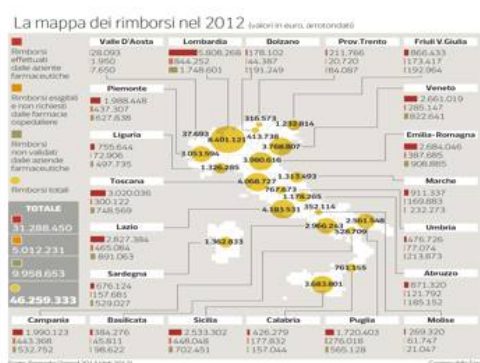 La mappa dei rimborsi nel 2012 (valori in euro, arrotondati)
Rimborsi
effettuati
dalle aziende
farmaceutiche
Rimborsi esigibili
e non richiesti
dalle farmacie
ospedaliere
Rimborsi
non validati
dalle aziende
farmaceutiche
Rimborsi totali
TOTALE
31.288.450
5.012.231
9.958.653
46.259.333
Valle D'Aosta
28.093
1.950
7.650
Lombardia
5.808.266
844.252
1.748.601
Bolzano
178.102
44.387
191.249
Prov.Trento
211.766
20.720
84.087
Friuli V.Giulia
866.433
173.417
192.964
Piemonte
1.988.448
437.307
627.838
Veneto
2.661.019
285.147
822.641
Liguria
755.644
72.906
497.735
Emilia-Romagna
2.684.046
387.685
908.885
Toscana
3.020.036
300.122
748.569
Marche
911.337
169.883
232.273
Lazio
2.827.384
465.084
891.063
Umbria
476.726
77.074
213.873
Sardegna
676.124
157.681
529.027
Abruzzo
871.320
121.792
185.152
37.693
8.401.121
316.573
413.738
1.232.814
3.768.807
3.053.594
1.326.285
3.980.616
4.068.727
1.313.493
767.673
1.178.265
4.183.531
352.114
2.966.243
528.709
2.561.548
1.362.833
761.155
3.683.801
Campania
1.990.123
443.368
532.752
Basilicata
384.276
45.811
98.622
Sicilia
2.533.302
448.048
702.451
Calabria
426.279
177.832
157.044
Puglia
1.720.403
276.018
565.128
Molise
269.320
61.747
21.047